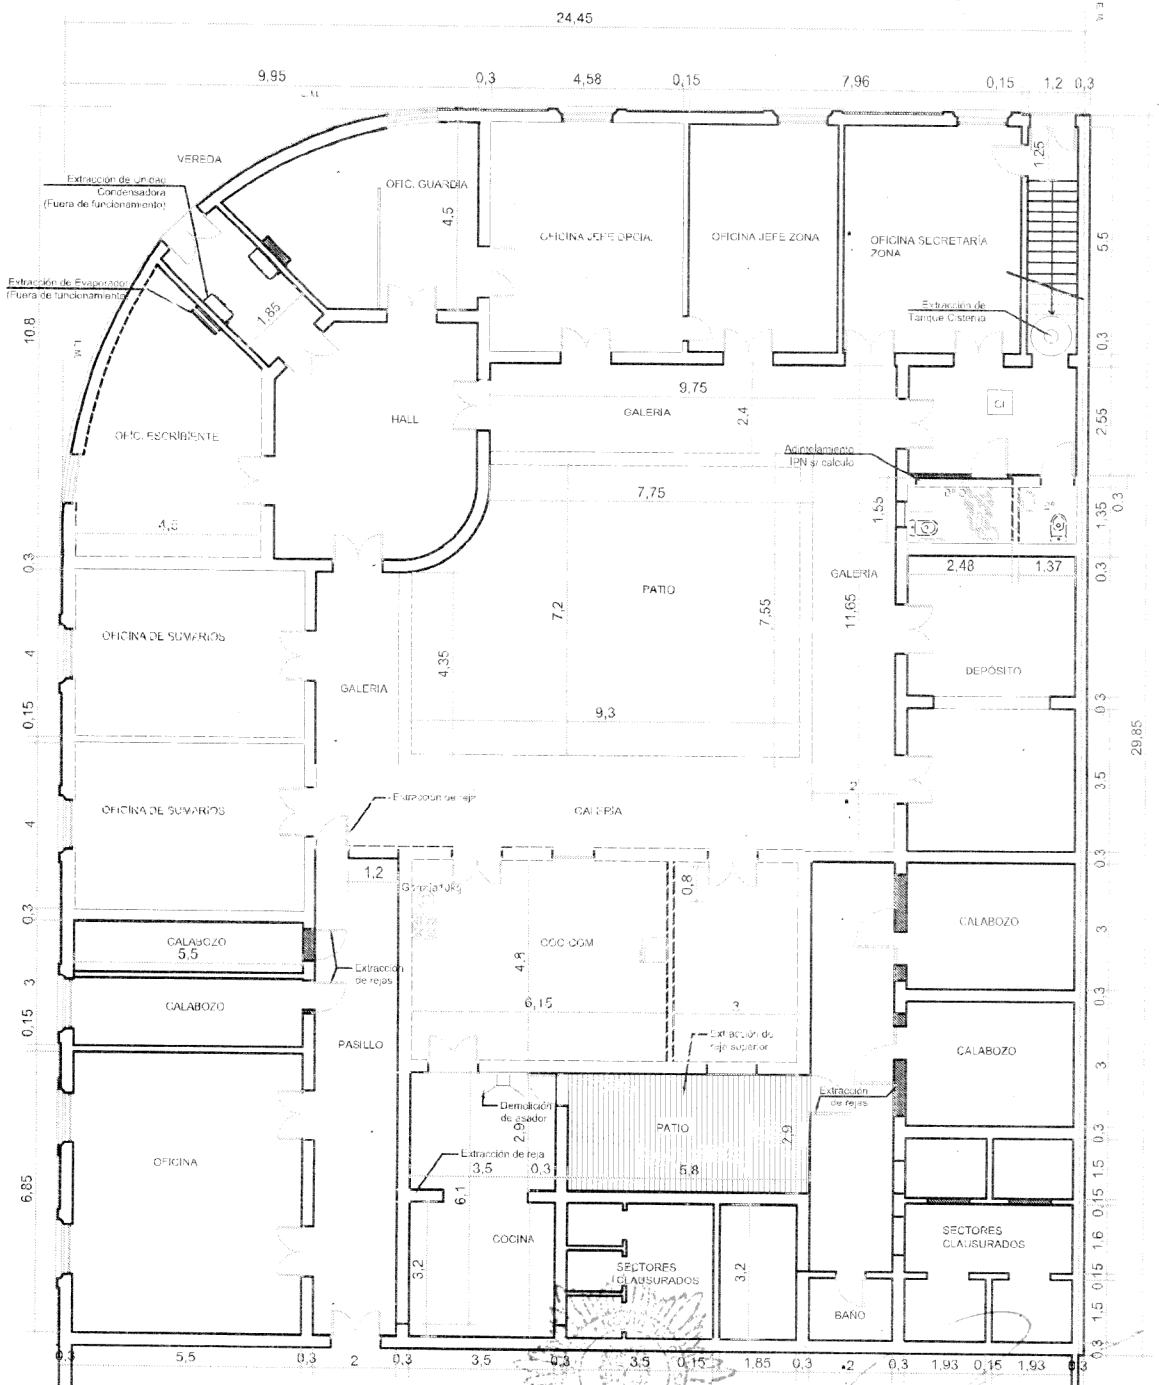 24,45
9,95
0,3
4,58
0,15
7,96
0,15
1,2
0,3
VEREDA
Extracción de Unidad
Condensadora
(Fuera de funcionamiento)
OFIC. GUARDIA
4,5
1,25
OFICINA JEFE DPCIA.
OFICINA JEFE ZONA
OFICINA SECRETARÍA
ZONA
5,5
Extracción de Evaporador
(Fuera de funcionamiento)
1,85
Extracción de
Tanque Cisterna
10,8
0,3
9,75
CI
HALL
GALERIA
2,4
2,55
OFIC. ESCRIBIENTE
Adintelamiento
IPN s/ calculo
7,75
1,55
1,35
0,3
4,5
0,3
2,48
1,37
0,3
GALERIA
PATIO
7,2
7,55
11,65
OFICINA DE SUMARIOS
4
4,35
DEPÓSITO
GALERIA
0,15
9,3
0,3
29,85
3,5
Extracción de reja
OFICINA DE SUMARIOS
GALERÍA
4
0,3
1,2
0,8
0,3
CALABOZO
CALABOZO
5,5
COC COM
4,8
3
Extracción
de rejas
3
CALABOZO
6,15
3
0,3
0,15
PASILLO
Extracción de
reja superior
CALABOZO
3
Extracción
de rejas
Demolición
de asador
2,9
PATIO
2,9
0,3
OFICINA
Extracción de reja
3,5
0,3
5,8
1,5
6,85
6,1
0,15
COCINA
SECTORES
CLAUSURADOS
1,6
3,2
SECTORES
CLAUSURADOS
3,2
0,15
BAÑO
1,5
0,3
0,3
5,5
0,3
2
0,3
3,5
0,3
3,5
0,15
1,85
0,3
2
0,3
1,93
0,15
1,93
0,3